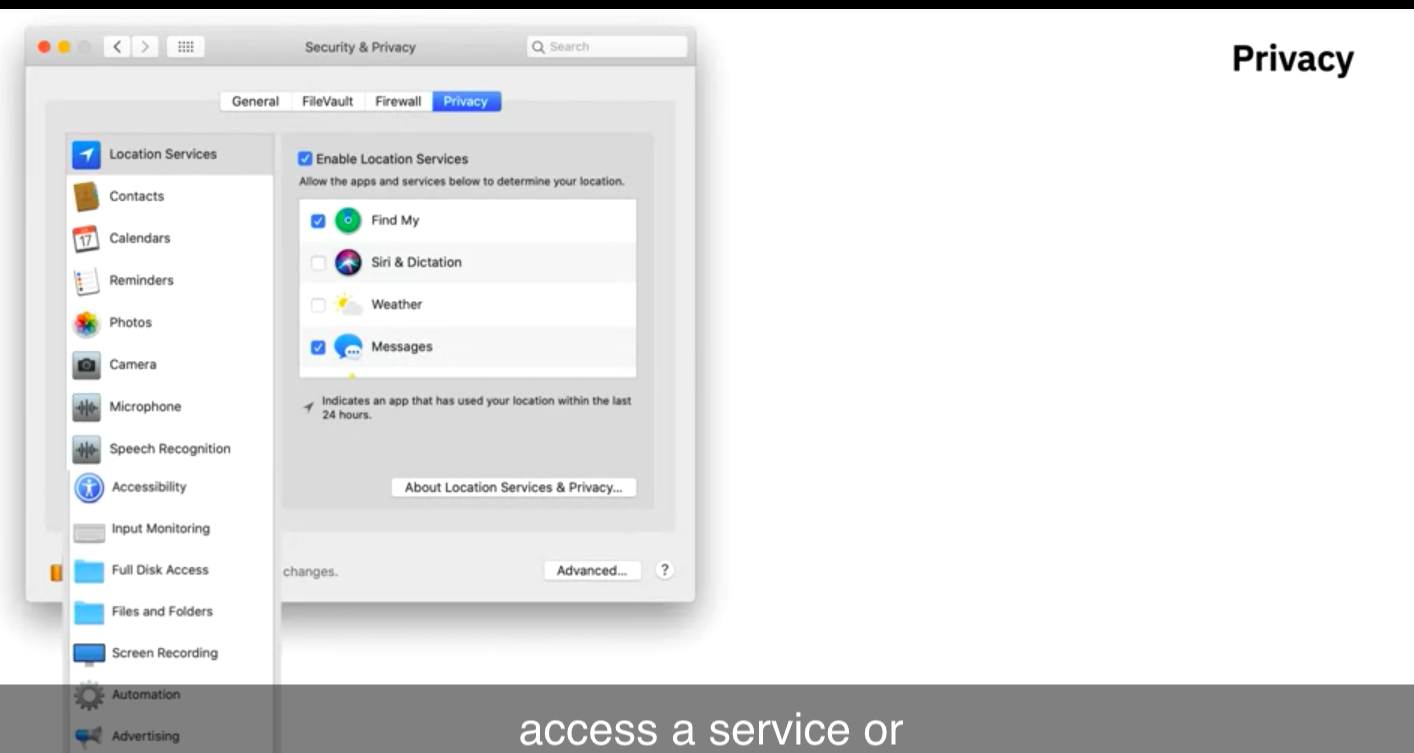 Security & Privacy
Search
Privacy
General FileVault Firewall Privacy
Location Services
Contacts
17
Calendars
Reminders
Photos
Camera
Microphone
Speech Recognition
Accessibility
Input Monitoring
Full Disk Access
Files and Folders
Screen Recording
Automation
Advertising
Enable Location Services
Allow the apps and services below to determine your location.
Find My
Siri & Dictation
Weather
Messages
Indicates an app that has used your location within the last
24 hours.
About Location Services & Privacy...
changes.
Advanced... ?
access a service or